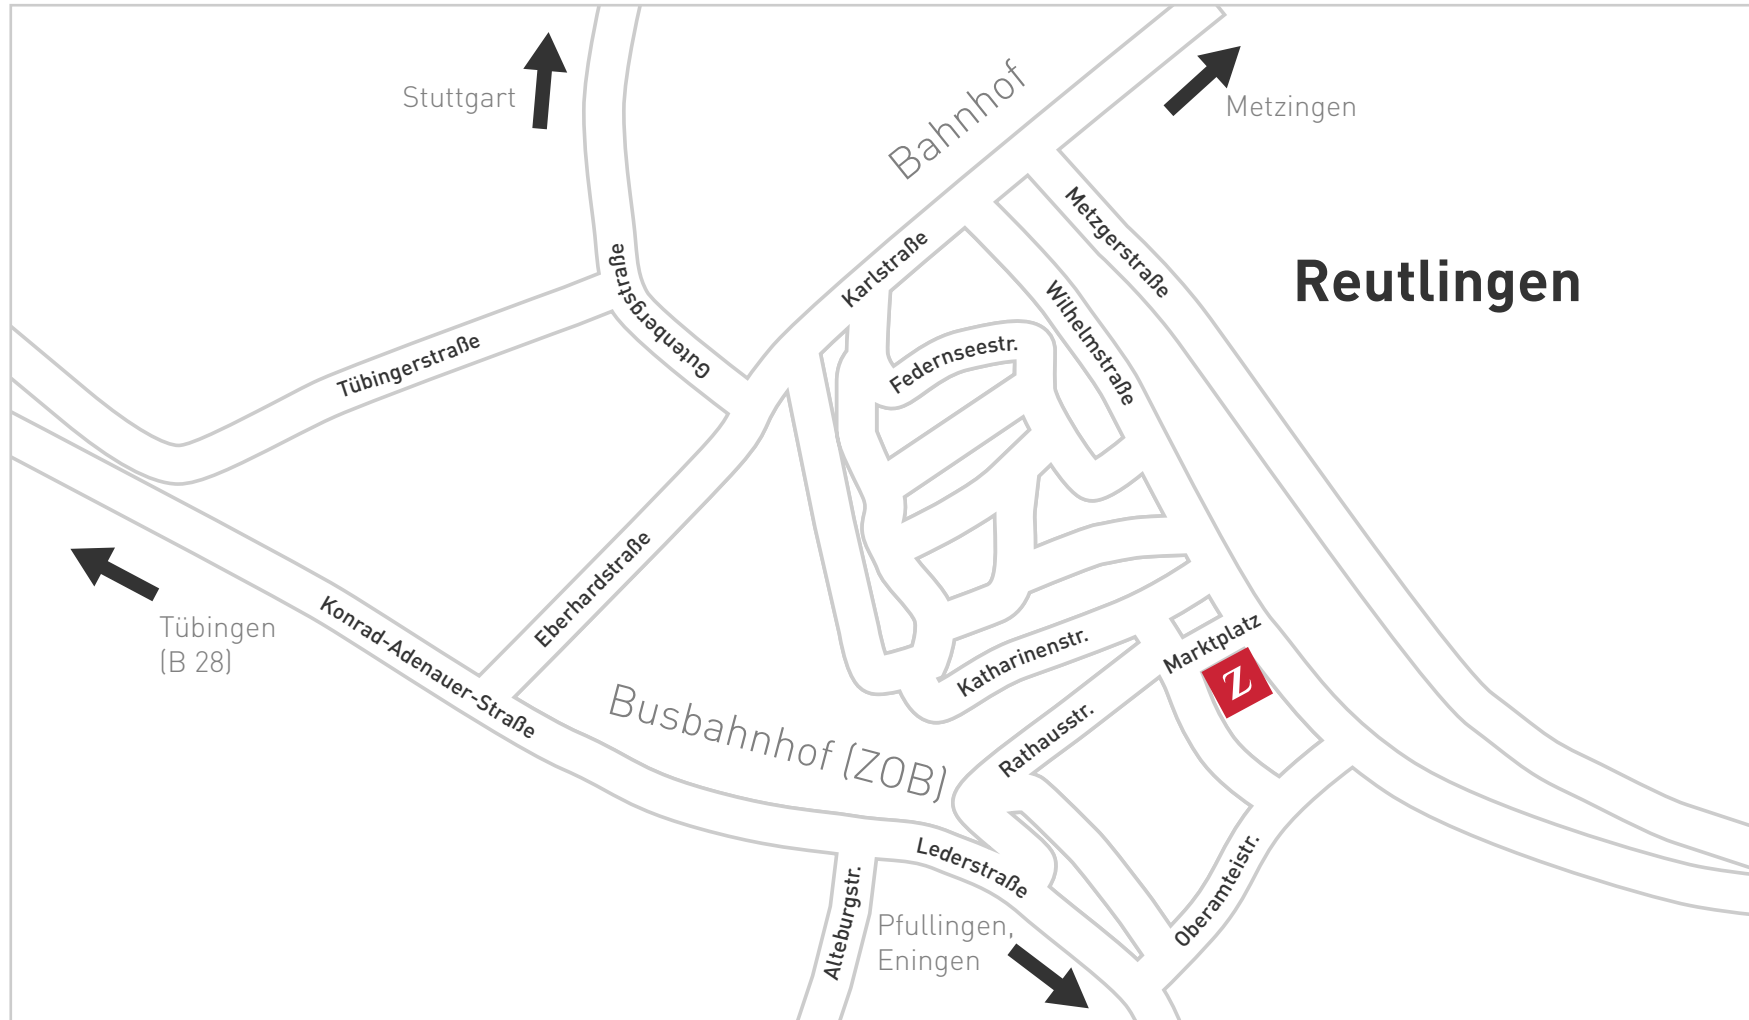 Stuttgart
Bahnhof
Metzingen
Metzgerstraße
Karlstraße
Reutlingen
Gutenbergstraße
Wilhelmstraße
Tübingerstraße
Federnseestr.
Eberhardstraße
Konrad-Adenauer-Straße
Tübingen
(B 28)
Marktplatz
Katharinenstr.
Z
Busbahnhof (ZOB)
Rathausstr.
Lederstraße
Oberamteistr.
Alteburgstr.
Pfullingen,
Eningen